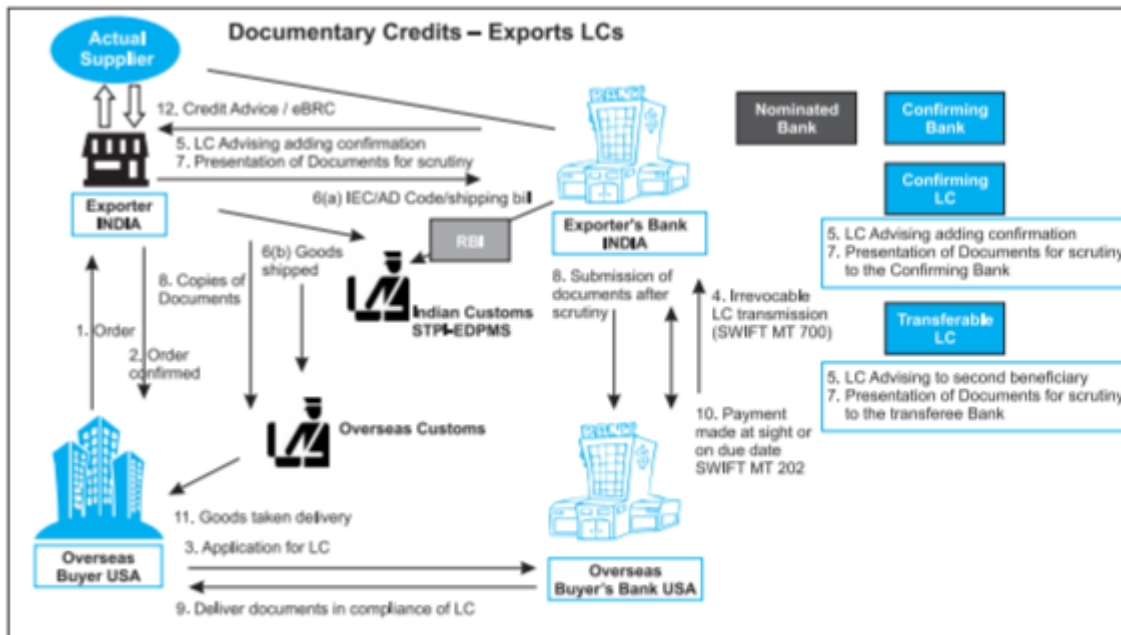 Documentary Credits – Exports LCs
Actual
Supplier
12. Credit Advice / eBRC
5. LC Advising adding confirmation
7. Presentation of Documents for scrutiny
6(a) IEC/AD Code/shipping bill
Exporter
INDIA
RBI
BANK
Exporter's Bank
INDIA
Nominated
Bank
Confirming
Bank
Confirming
LC
5. LC Advising adding confirmation
7. Presentation of Documents for scrutiny
to the Confirming Bank
Transferable
LC
5. LC Advising to second beneficiary
7. Presentation of Documents for scrutiny
to the transferee Bank
6(b) Goods
shipped
8. Copies of
Documents
Indian Customs
STPI-EDPMS
8. Submission of
documents after
scrutiny
4. Irrevocable
LC transmission
(SWIFT MT 700)
1. Order
2. Order
confirmed
Overseas Customs
10. Payment
made at sight or
on due date
SWIFT MT 202
BANK
11. Goods taken delivery
3. Application for LC
Overseas
Buyer USA
Overseas
Buyer's Bank USA
9. Deliver documents in compliance of LC